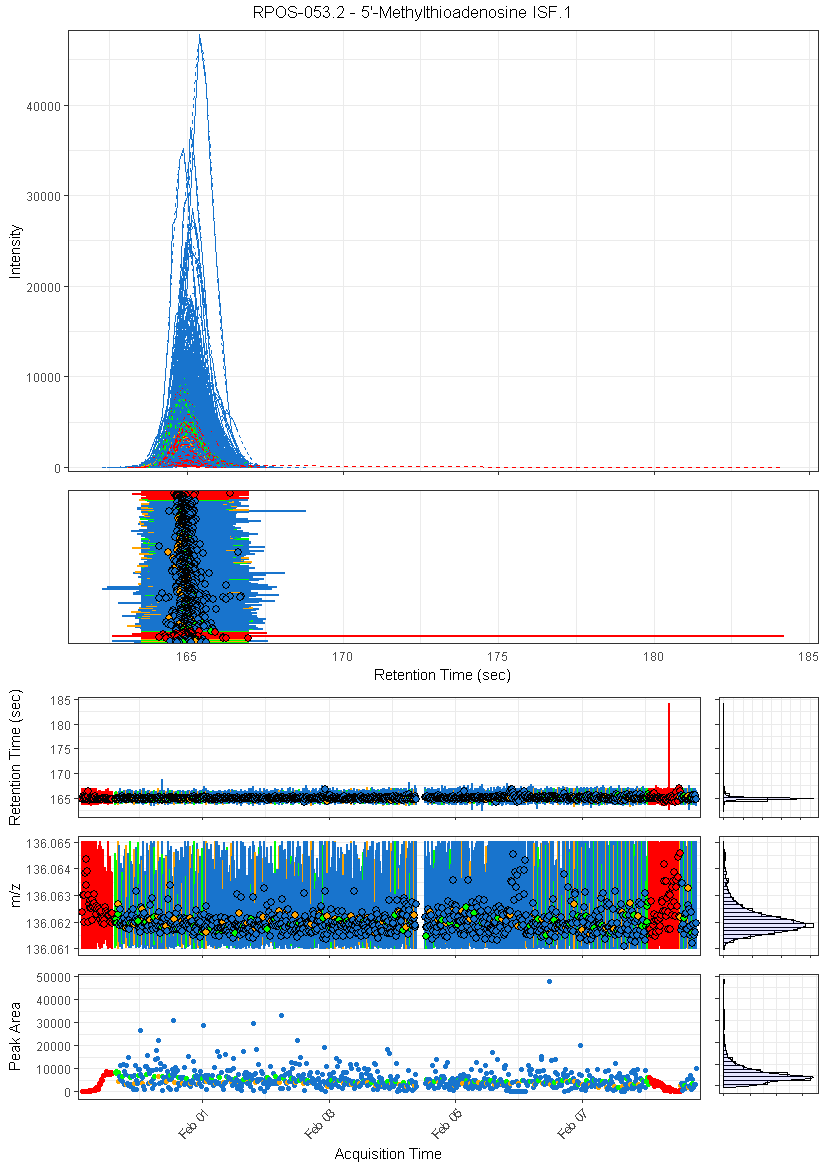 RPOS-053.2 - 5'-Methylthioadenosine ISF.1
Intensity
40000
30000
20000
10000
0
165
170
175
180
185
Retention Time (sec)
Retention Time (sec)
185
180
175
170
165
m/z
136.065
136.064
136.063
136.062
136.061
Peak Area
50000
40000
30000
20000
10000
0
Feb 01
Feb 03
Feb 05
Feb 07
Acquisition Time